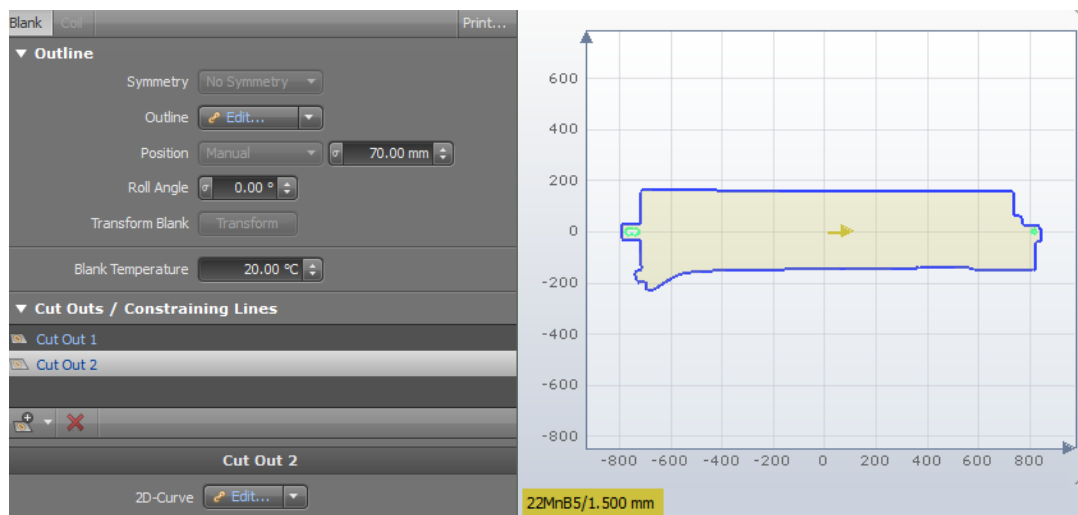 Blank Coil Print...
Outline
Symmetry No Symmetry
Outline Edit...
Position Manual σ 70.00 mm
Roll Angle σ 0.00 °
Transform Blank Transform
Blank Temperature 20.00 ºC
Cut Outs / Constraining Lines
Cut Out 1
Cut Out 2
Cut Out 2
2D-Curve Edit...
600
400
200
0
-200
-400
-600
-800
-800 -600 -400 -200 0 200 400 600 800
22MnB5/1.500 mm